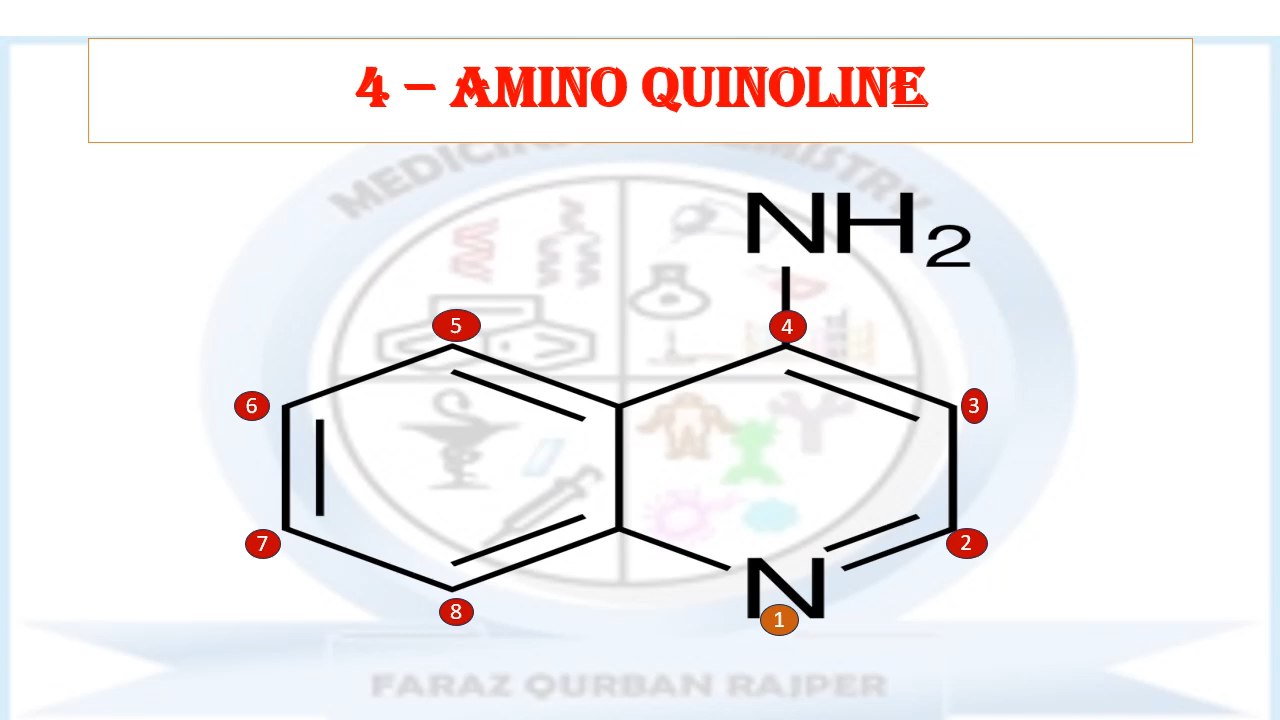 4 – AMINO QUINOLINE
MEDICINAL CHEMISTRY
NH2
5
4
6
3
7
2
8
N
1
FARAZ QURBAN RAJPER